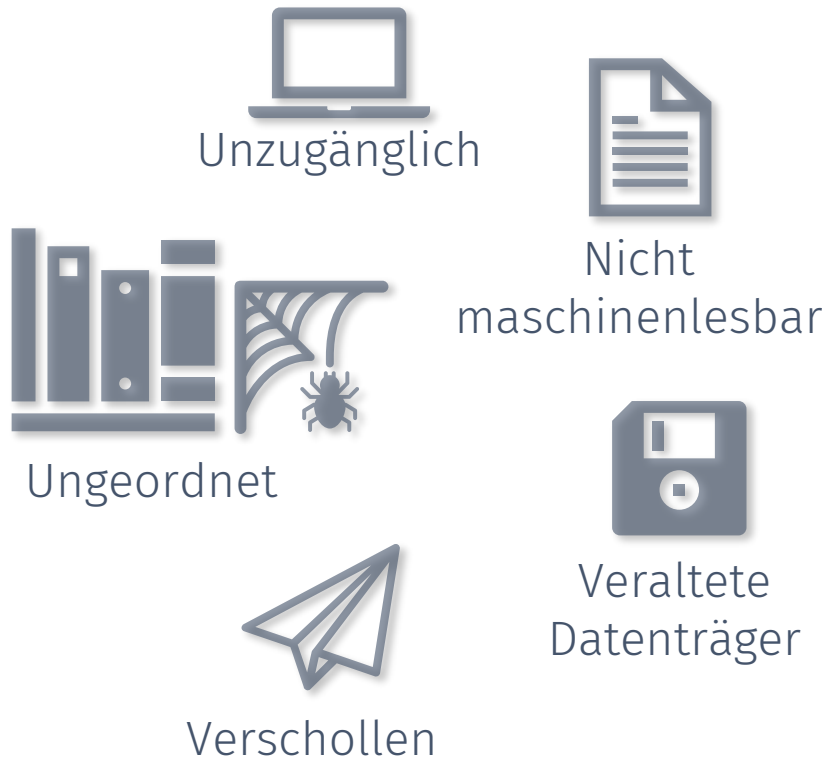 Unzugänglich
Nicht
maschinenlesbar
Ungeordnet
Veraltete
Datenträger
Verschollen